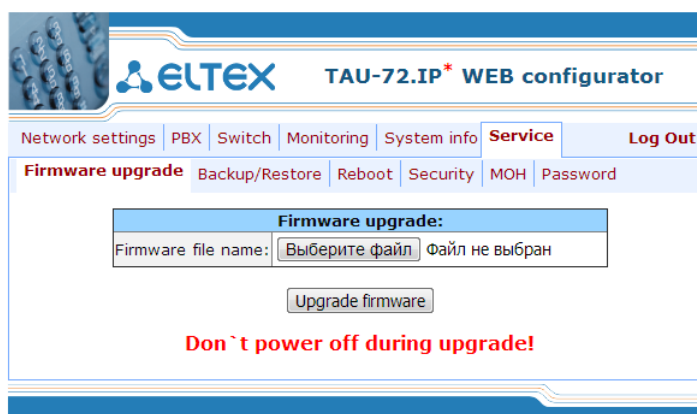 ELTEX TAU-72.IP* WEB configurator
Network settings PBX Switch Monitoring System info Service Log Out
Firmware upgrade Backup/Restore Reboot Security MOH Password
Firmware upgrade:
Firmware file name: Выберите файл Файл не выбран
Upgrade firmware
Don`t power off during upgrade!